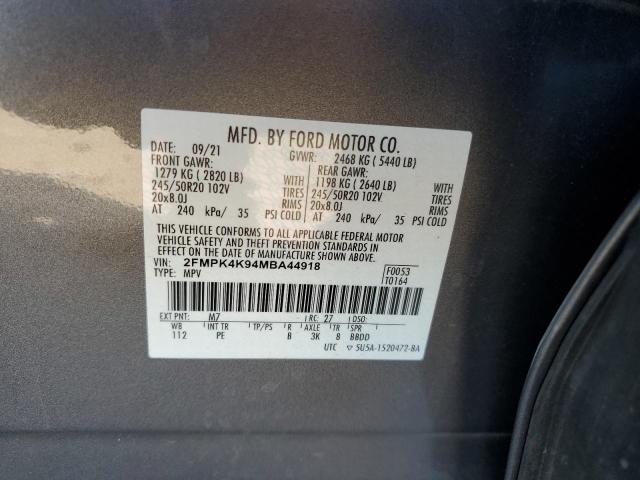 MFD. BY FORD MOTOR CO.
DATE: 09/21 GVWR: 2468 KG ( 5440 LB)
FRONT GAWR: REAR GAWR:
1279 KG ( 2820 LB) WITH 1198 KG ( 2640 LB) WITH
245/50R20 102V TIRES 245/50R20 102V TIRES
20x8.0J RIMS 20x8.0J RIMS
AT 240 kPa/ 35 PSI COLD AT 240 kPa/ 35 PSI COLD
THIS VEHICLE CONFORMS TO ALL APPLICABLE FEDERAL MOTOR
VEHICLE SAFETY AND THEFT PREVENTION STANDARDS IN
EFFECT ON THE DATE OF MANUFACTURE SHOWN ABOVE.
VIN: 2FMPK4K94MBA44918 F0053
TYPE: MPV T0164
EXT PNT: M7 RC: 27 DSO:
WB INT TR TP/PS R AXLE TR SPR
112 PE B 3K 8 BBDD
UTC ▽ 5U5A-1520472-BA